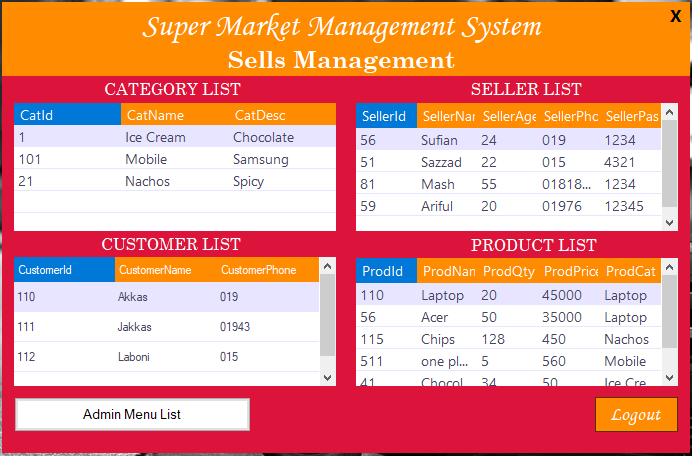 X
Super Market Management System
Sells Management
CATEGORY LIST
CatId CatName CatDesc
1 Ice Cream Chocolate
101 Mobile Samsung
21 Nachos Spicy
SELLER LIST
SellerId SellerNar SellerAge SellerPho SellerPas
56 Sufian 24 019 1234
51 Sazzad 22 015 4321
81 Mash 55 01818... 1234
59 Ariful 20 01976 12345
CUSTOMER LIST
CustomerId CustomerName CustomerPhone
110 Akkas 019
111 Jakkas 01943
112 Laboni 015
PRODUCT LIST
ProdId ProdNan ProdQty ProdPrice ProdCat
110 Laptop 20 45000 Laptop
56 Acer 50 35000 Laptop
115 Chips 128 450 Nachos
511 one pl... 5 560 Mobile
41 Chocol 34 50 Ice Cre
Admin Menu List
Logout